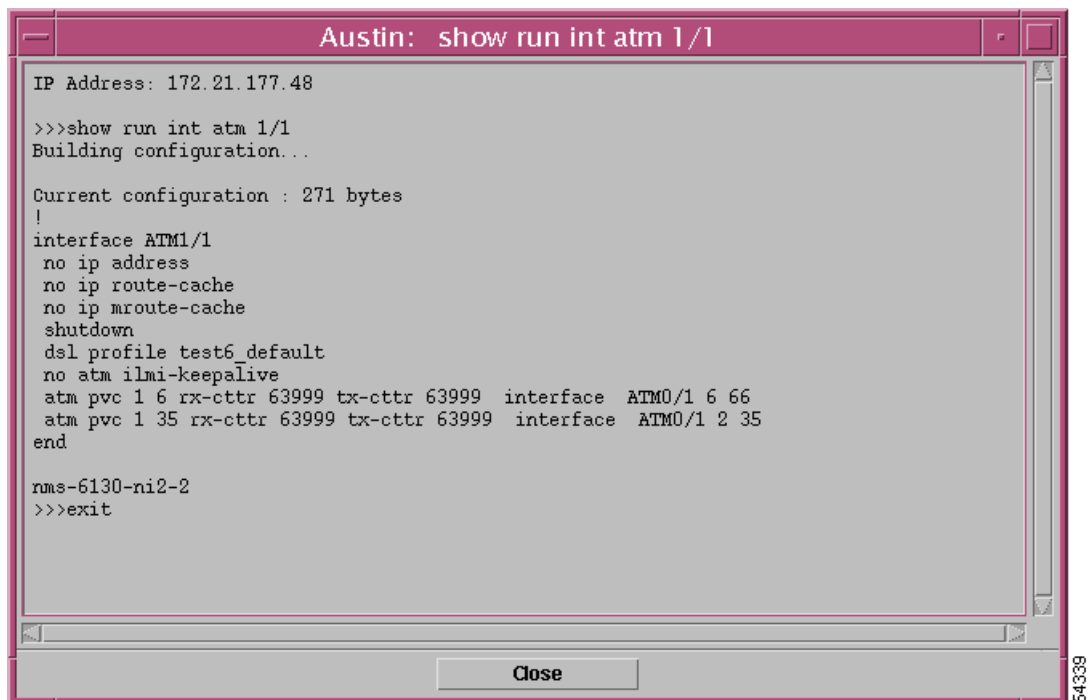 Austin: show run int atm 1/1
IP Address: 172.21.177.48
>>>show run int atm 1/1
Building configuration...
Current configuration : 271 bytes
!
interface ATM1/1
no ip address
no ip route-cache
no ip mroute-cache
shutdown
dsl profile test6_default
no atm ilmi-keepalive
atm pvc 1 6 rx-cttr 63999 tx-cttr 63999  interface  ATM0/1 6 66
atm pvc 1 35 rx-cttr 63999 tx-cttr 63999  interface  ATM0/1 2 35
end
nms-6130-ni2-2
>>>exit
Close
54339